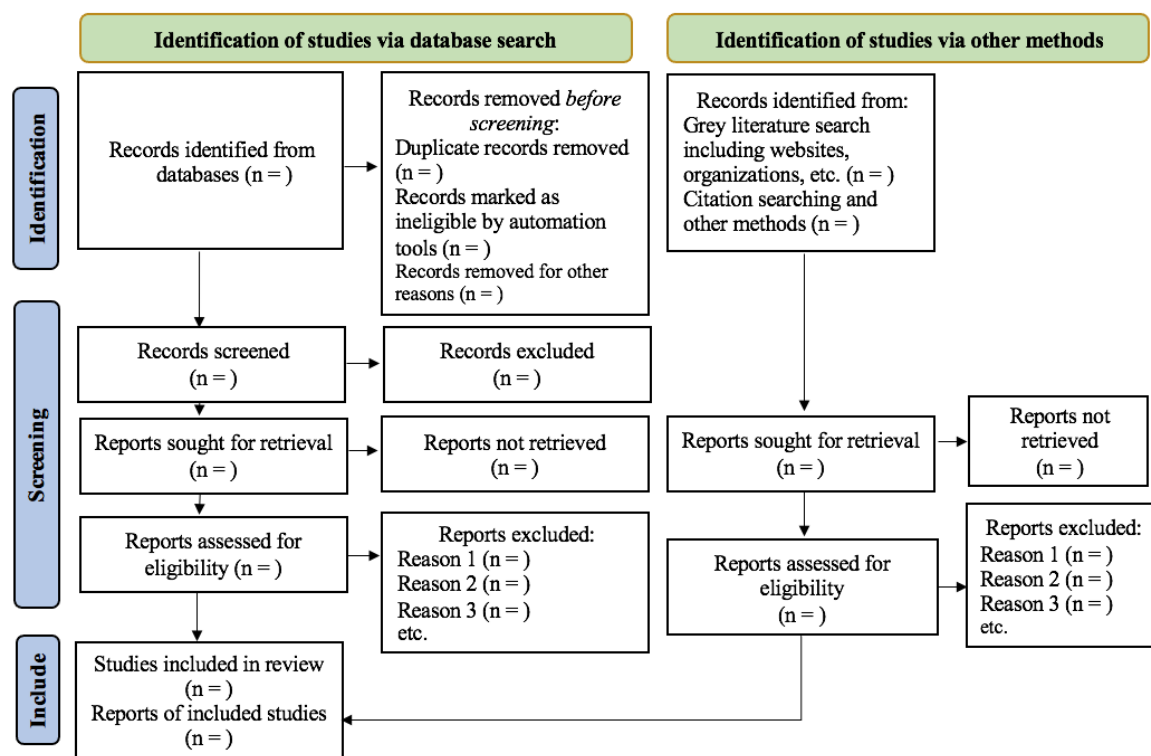 Identification of studies via database search
Identification of studies via other methods
Identification
Records identified from
databases (n = )
Records removed before
screening:
Duplicate records removed
(n = )
Records marked as
ineligible by automation
tools (n = )
Records removed for other
reasons (n = )
Records identified from:
Grey literature search
including websites,
organizations, etc. (n = )
Citation searching and
other methods (n = )
Screening
Records screened
(n = )
Records excluded
(n = )
Reports sought for retrieval
(n = )
Reports not retrieved
(n = )
Reports sought for retrieval
(n = )
Reports not
retrieved
(n = )
Reports assessed for
eligibility (n = )
Reports excluded:
Reason 1 (n = )
Reason 2 (n = )
Reason 3 (n = )
etc.
Reports assessed for
eligibility
(n = )
Reports excluded:
Reason 1 (n = )
Reason 2 (n = )
Reason 3 (n = )
etc.
Include
Studies included in review
(n = )
Reports of included studies
(n = )